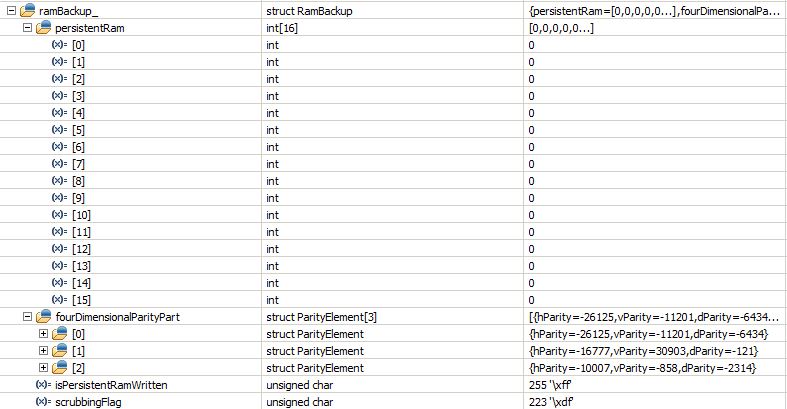 ramBackup_ struct RamBackup {persistentRam=[0,0,0,0,0...],fourDimensionalPa...
persistentRam int[16] [0,0,0,0,0...]
(x)= [0] int 0
(x)= [1] int 0
(x)= [2] int 0
(x)= [3] int 0
(x)= [4] int 0
(x)= [5] int 0
(x)= [6] int 0
(x)= [7] int 0
(x)= [8] int 0
(x)= [9] int 0
(x)= [10] int 0
(x)= [11] int 0
(x)= [12] int 0
(x)= [13] int 0
(x)= [14] int 0
(x)= [15] int 0
fourDimensionalParityPart struct ParityElement[3] [{hParity=-26125,vParity=-11201,dParity=-6434...
[0] struct ParityElement {hParity=-26125,vParity=-11201,dParity=-6434}
[1] struct ParityElement {hParity=-16777,vParity=30903,dParity=-121}
[2] struct ParityElement {hParity=-10007,vParity=-858,dParity=-2314}
(x)= isPersistentRamWritten unsigned char 255 '\xff'
(x)= scrubbingFlag unsigned char 223 '\xdf'